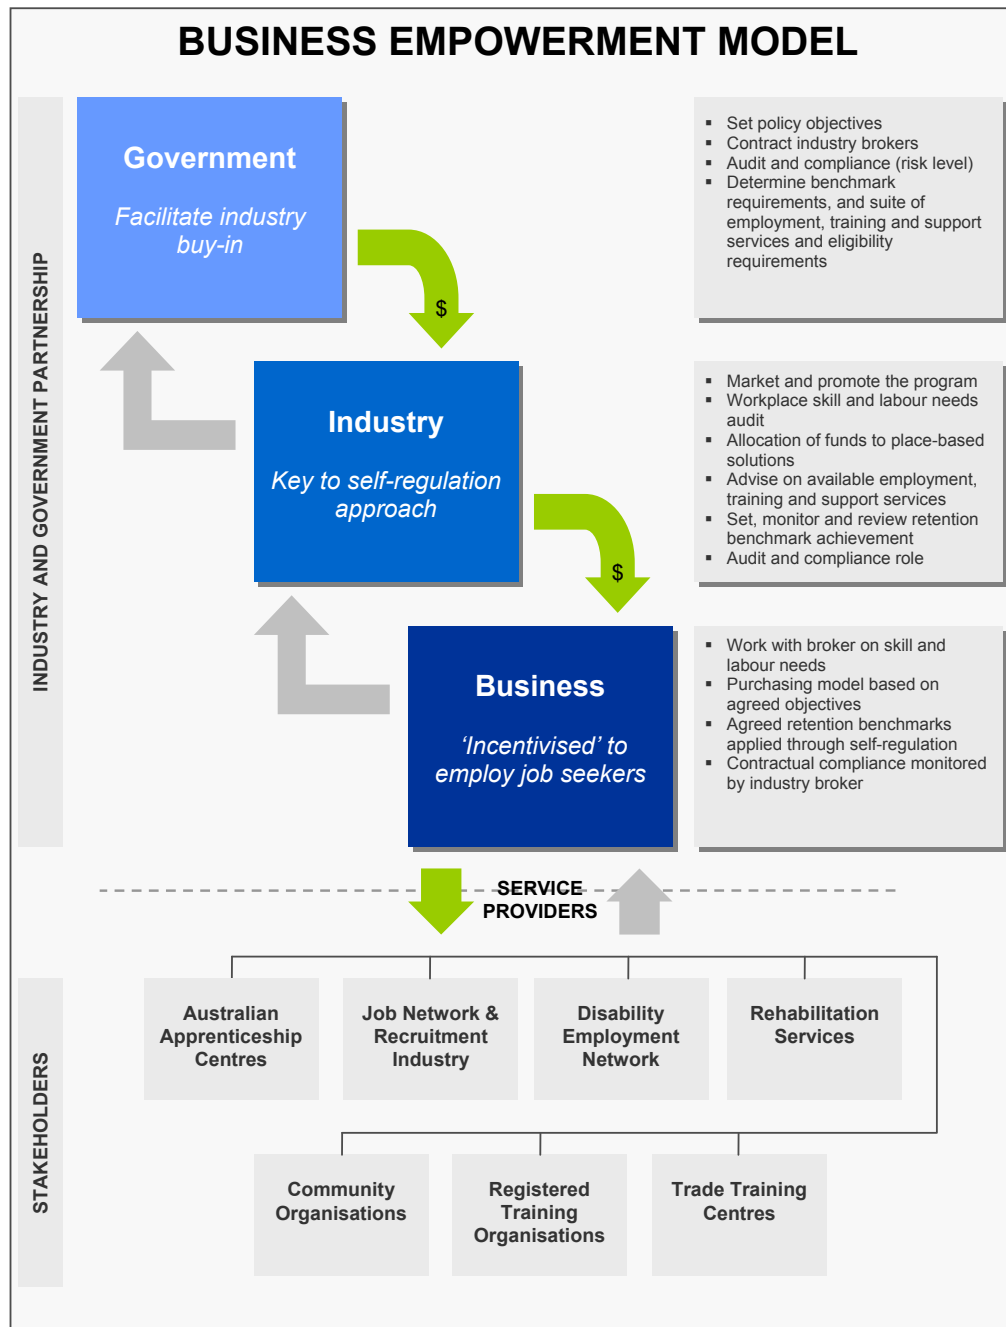 BUSINESS EMPOWERMENT MODEL
INDUSTRY AND GOVERNMENT PARTNERSHIP
Government
Facilitate industry
buy-in
$
▪ Set policy objectives
▪ Contract industry brokers
▪ Audit and compliance (risk level)
▪ Determine benchmark
requirements, and suite of
employment, training and support
services and eligibility
requirements
Industry
Key to self-regulation
approach
$
▪ Market and promote the program
▪ Workplace skill and labour needs
audit
▪ Allocation of funds to place-based
solutions
▪ Advise on available employment,
training and support services
▪ Set, monitor and review retention
benchmark achievement
▪ Audit and compliance role
Business
‘Incentivised’ to
employ job seekers
▪ Work with broker on skill and
labour needs
▪ Purchasing model based on
agreed objectives
▪ Agreed retention benchmarks
applied through self-regulation
▪ Contractual compliance monitored
by industry broker
SERVICE
PROVIDERS
STAKEHOLDERS
Australian
Apprenticeship
Centres
Job Network &
Recruitment
Industry
Disability
Employment
Network
Rehabilitation
Services
Community
Organisations
Registered
Training
Organisations
Trade Training
Centres